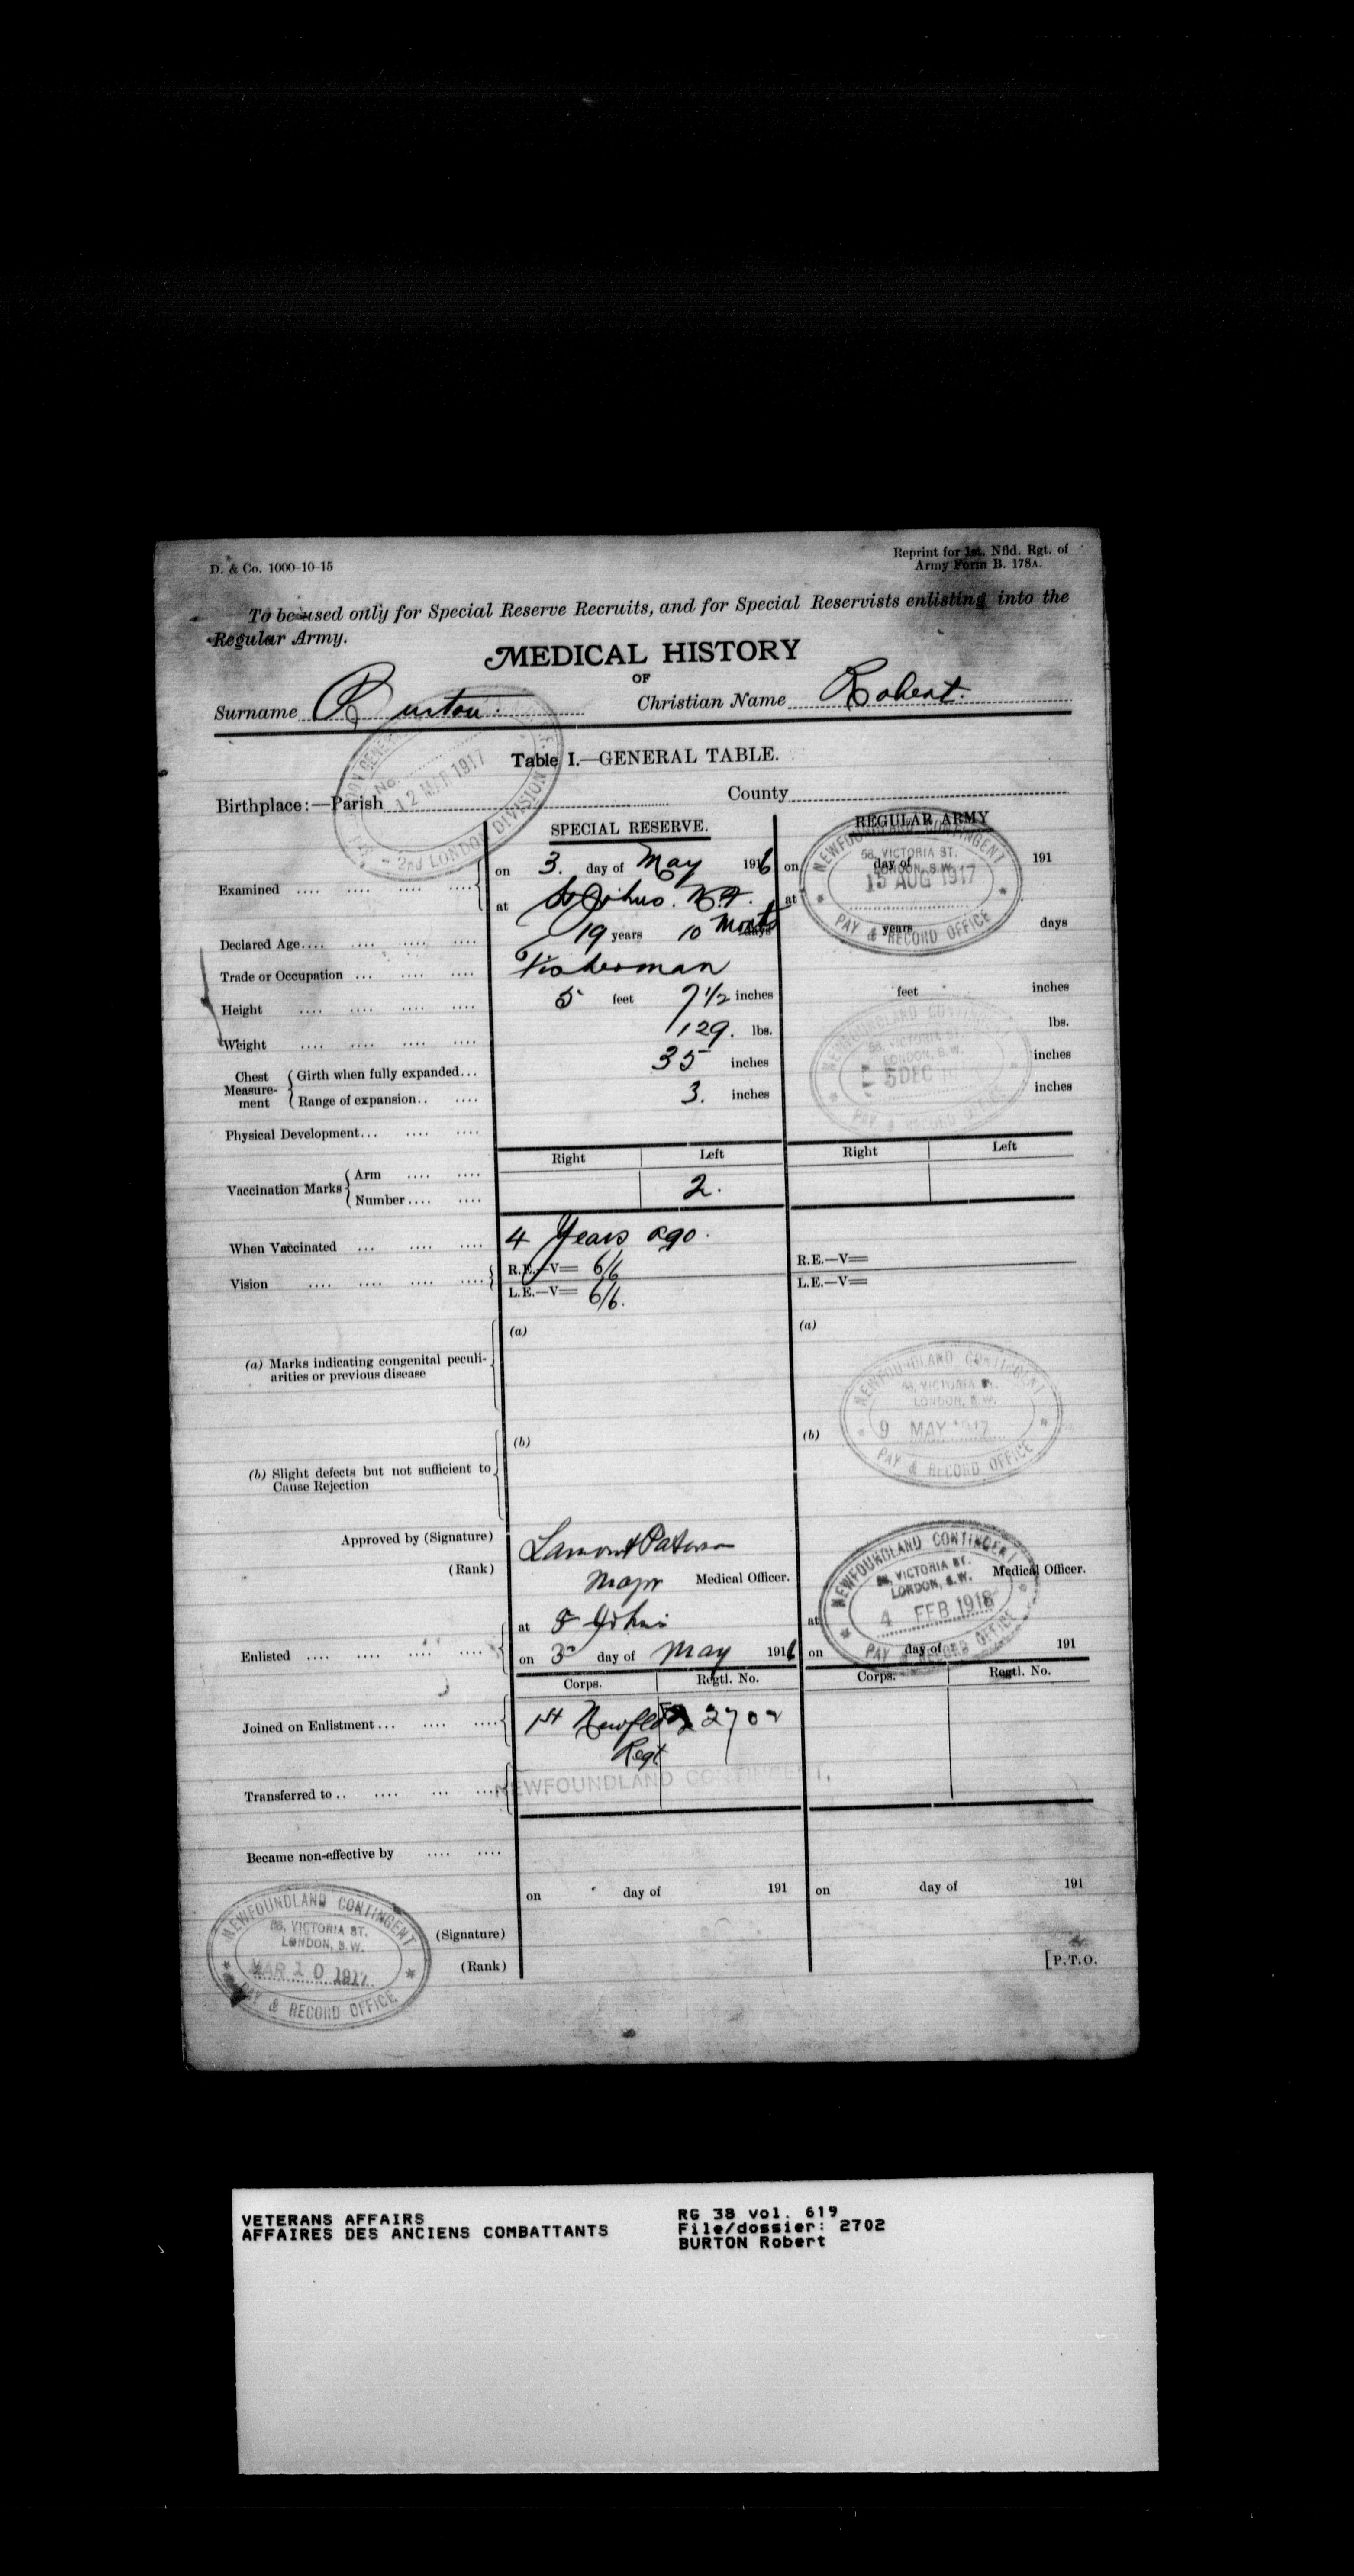 D. & Co. 1000-10-15
Reprint for 1st. Nfld. Rgt. of
Army Form B. 178A.
To be used only for Special Reserve Recruits, and for Special Reservists enlisting into the
Regular Army.
MEDICAL HISTORY
OF
Surname Burton. Christian Name Robert.
Table I.—GENERAL TABLE.
No.
12 MAR 1917
2nd LONDON DIVISION
Birthplace:—Parish County
SPECIAL RESERVE. REGULAR ARMY
Examined .... .... .... .... on 3. day of May 1916 on day of 191
at St Johns. N.F. at
NEWFOUNDLAND CONTINGENT
58, VICTORIA ST.
LONDON, S.W.
15 AUG 1917
PAY & RECORD OFFICE
Declared Age.... .... .... .... 19 years 10 Months days years days
Trade or Occupation ... .... .... Fisherman
Height .... .... .... .... 5 feet 7 1/2 inches feet inches
Weight .... .... .... .... 129. lbs. lbs.
Chest Measurement Girth when fully expanded... 35 inches inches
Range of expansion.. .... 3. inches inches
NEWFOUNDLAND CONTINGENT
58, VICTORIA ST.
LONDON, S.W.
5 DEC
PAY & RECORD OFFICE
Physical Development... .... ....
Right Left Right Left
Vaccination Marks Arm .... ....
Number.... .... 2.
When Vaccinated ... .... .... 4 Years ago.
Vision .... .... .... .... R.E.—V= 6/6 R.E.—V=
L.E.—V= 6/6. L.E.—V=
(a) (a)
(a) Marks indicating congenital peculi-
arities or previous disease
NEWFOUNDLAND CONTINGENT
58, VICTORIA ST.
LONDON, S.W.
9 MAY 1917
PAY & RECORD OFFICE
(b) (b)
(b) Slight defects but not sufficient to
Cause Rejection
Approved by (Signature) Lamont Paterson
(Rank) Major Medical Officer. Medical Officer.
NEWFOUNDLAND CONTINGENT
58, VICTORIA ST.
LONDON, S.W.
4 FEB 1918
PAY & RECORD OFFICE
at St Johns at
Enlisted .... .... .... .... on 3 day of May 1916 on day of 191
Corps. Regtl. No. Corps. Regtl. No.
Joined on Enlistment... .... .... 1st Newfld 2702
Regt
Transferred to .. .... ... ....
NEWFOUNDLAND CONTINGENT.
Became non-effective by .... ....
on day of 191 on day of 191
(Signature)
(Rank)
[P.T.O.
NEWFOUNDLAND CONTINGENT
58, VICTORIA ST.
LONDON, S.W.
MAR 10 1917
PAY & RECORD OFFICE
VETERANS AFFAIRS
AFFAIRES DES ANCIENS COMBATTANTS
RG 38 vol. 619
File/dossier: 2702
BURTON Robert